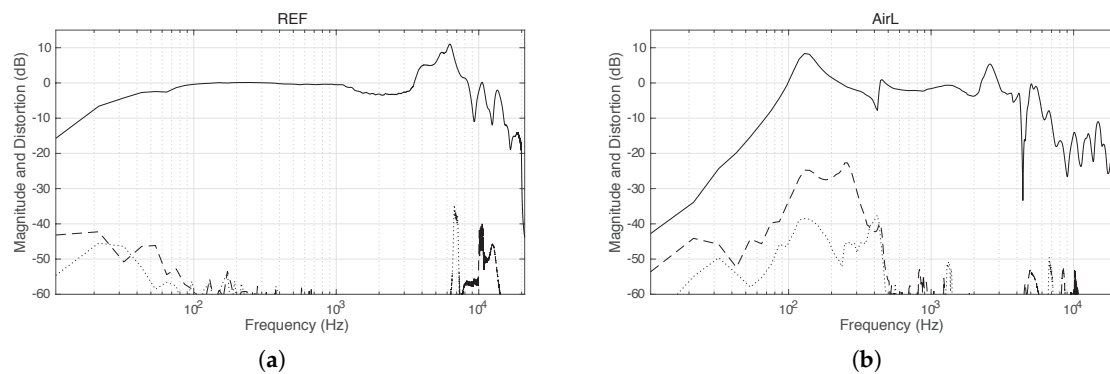 REF
Magnitude and Distortion (dB)
10
0
-10
-20
-30
-40
-50
-60
10²
10³
10⁴
Frequency (Hz)
(a)
AirL
Magnitude and Distortion (dB)
10
0
-10
-20
-30
-40
-50
-60
10²
10³
10⁴
Frequency (Hz)
(b)